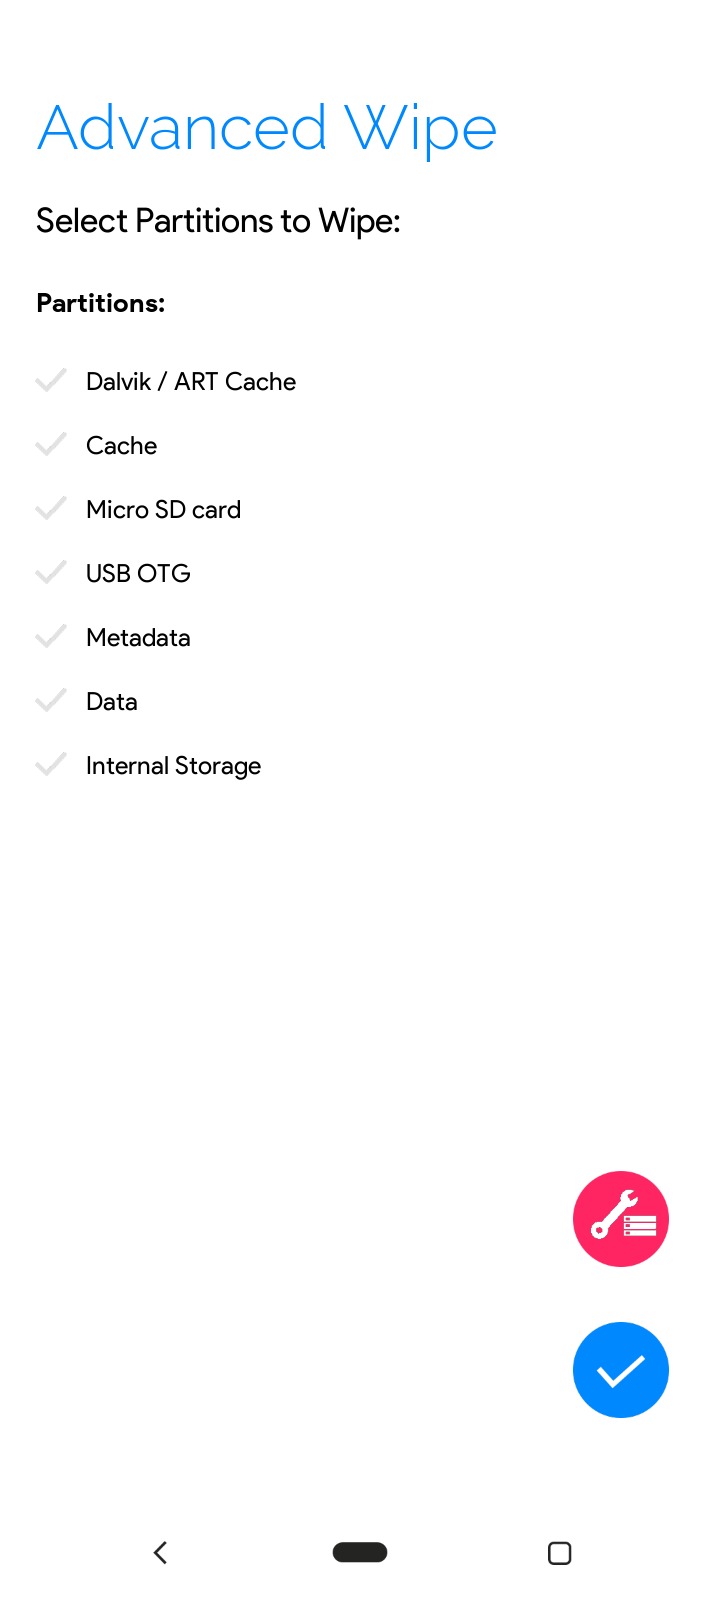 Advanced Wipe
Select Partitions to Wipe:
Partitions:
Dalvik / ART Cache
Cache
Micro SD card
USB OTG
Metadata
Data
Internal Storage